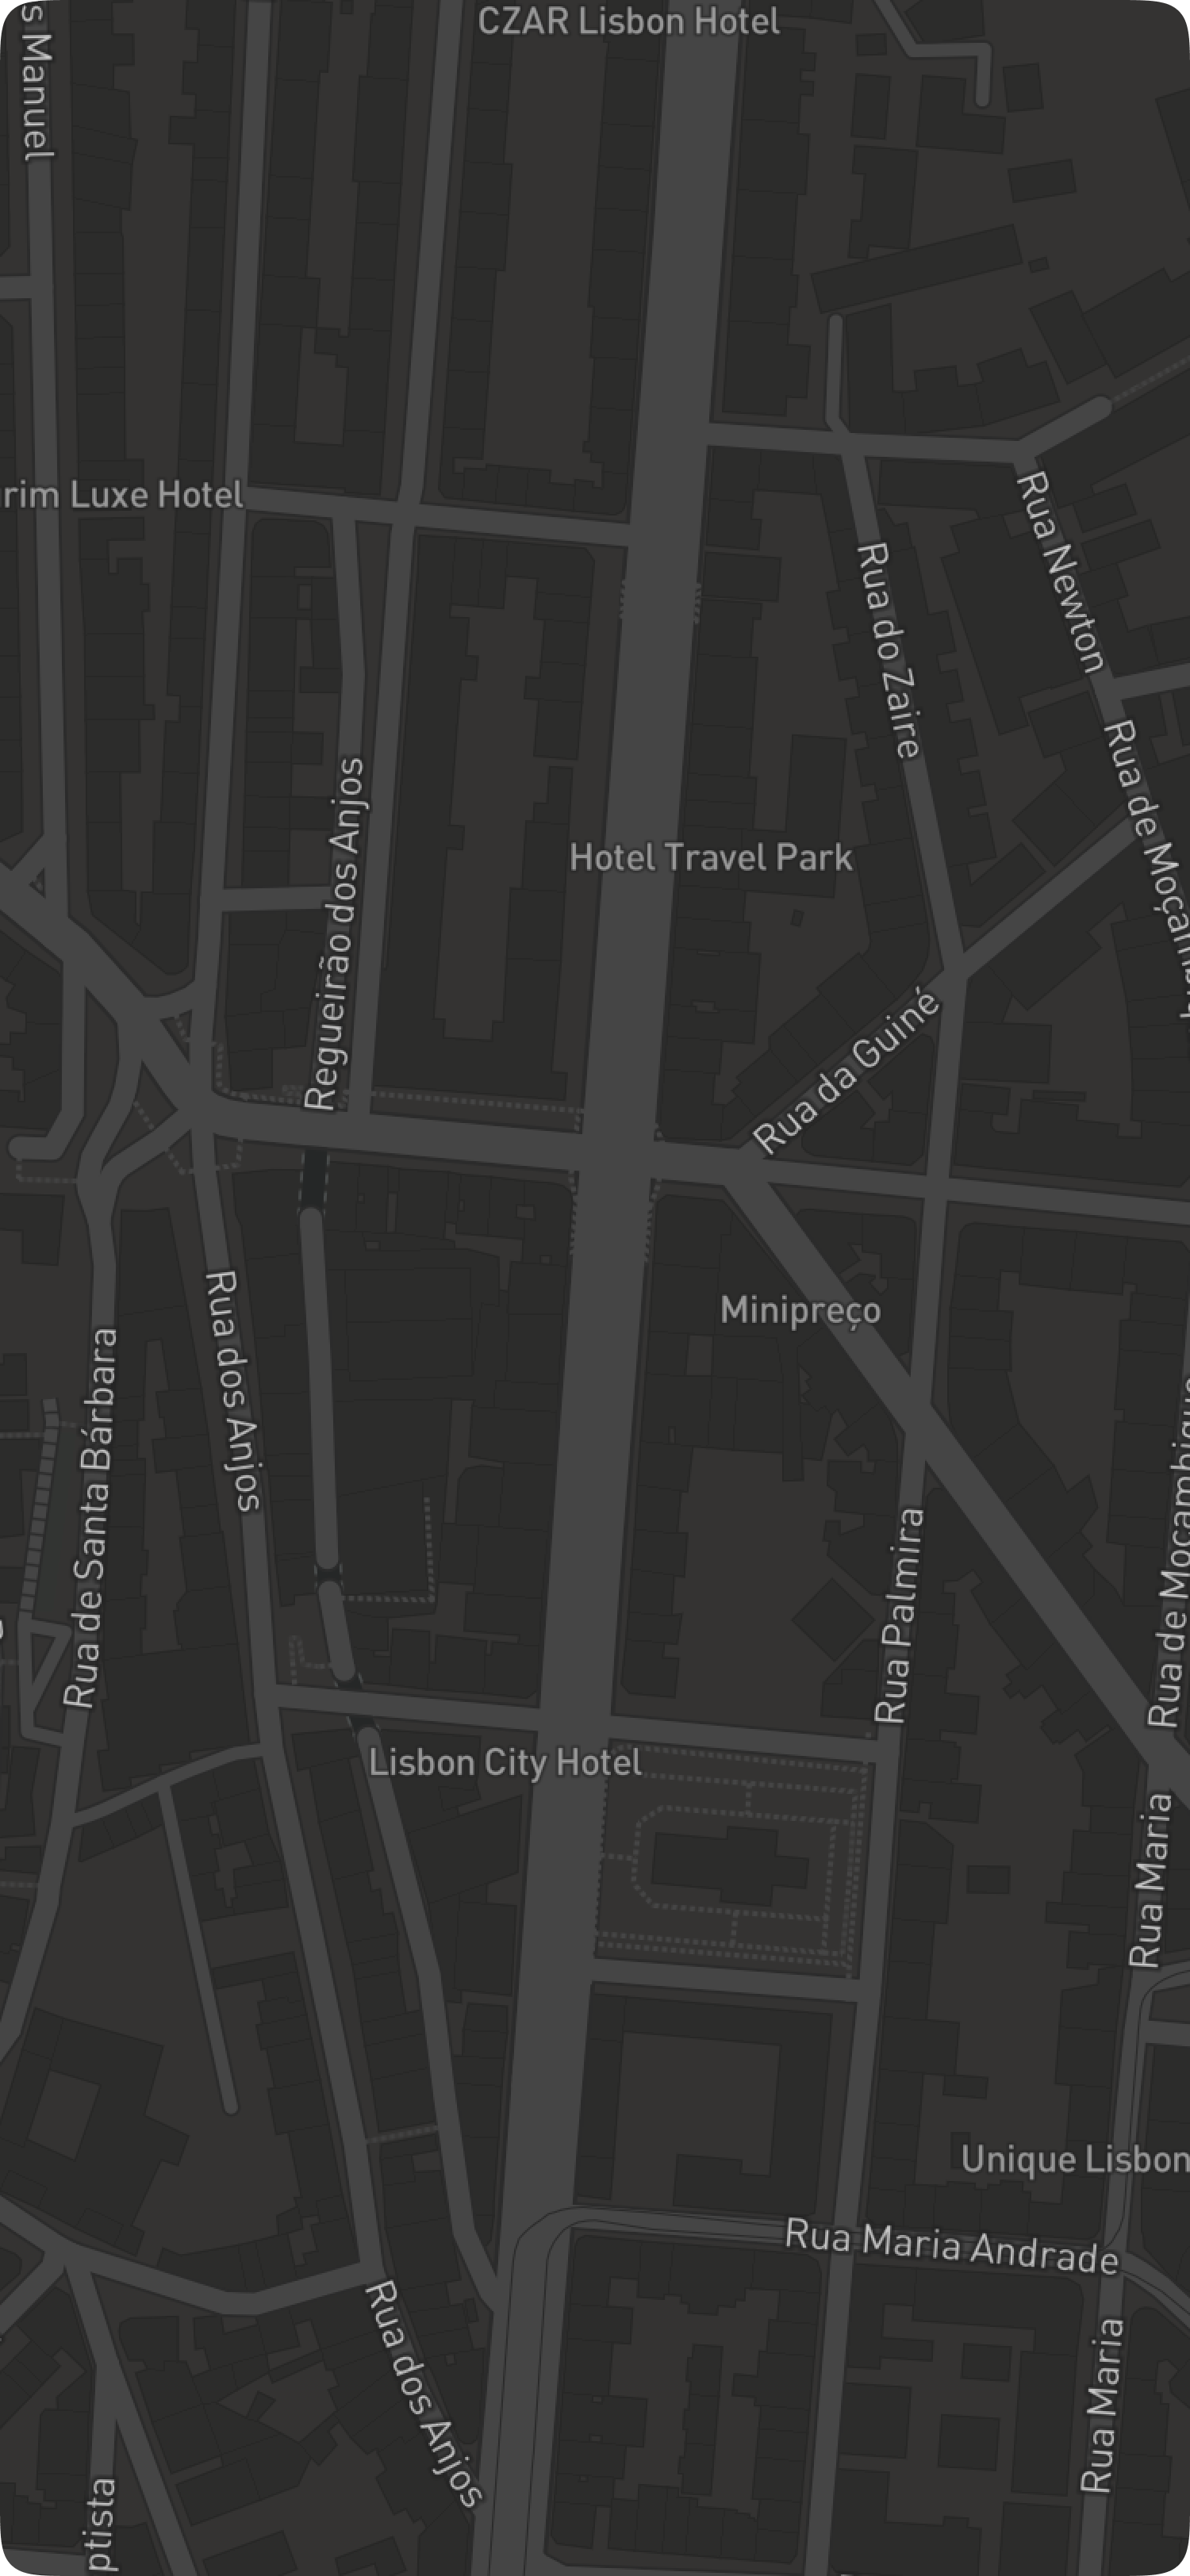 CZAR Lisbon Hotel
s Manuel
rim Luxe Hotel
Rua Newton
Rua do Zaire
Rua de Moçambiq
Regueirão dos Anjos
Hotel Travel Park
Rua da Guiné
Minipreço
Rua dos Anjos
Rua de Santa Bárbara
Rua de Moçambique
Rua Palmira
Lisbon City Hotel
Rua Maria
Unique Lisbon
Rua Maria Andrade
Rua dos Anjos
Rua Maria
ptista